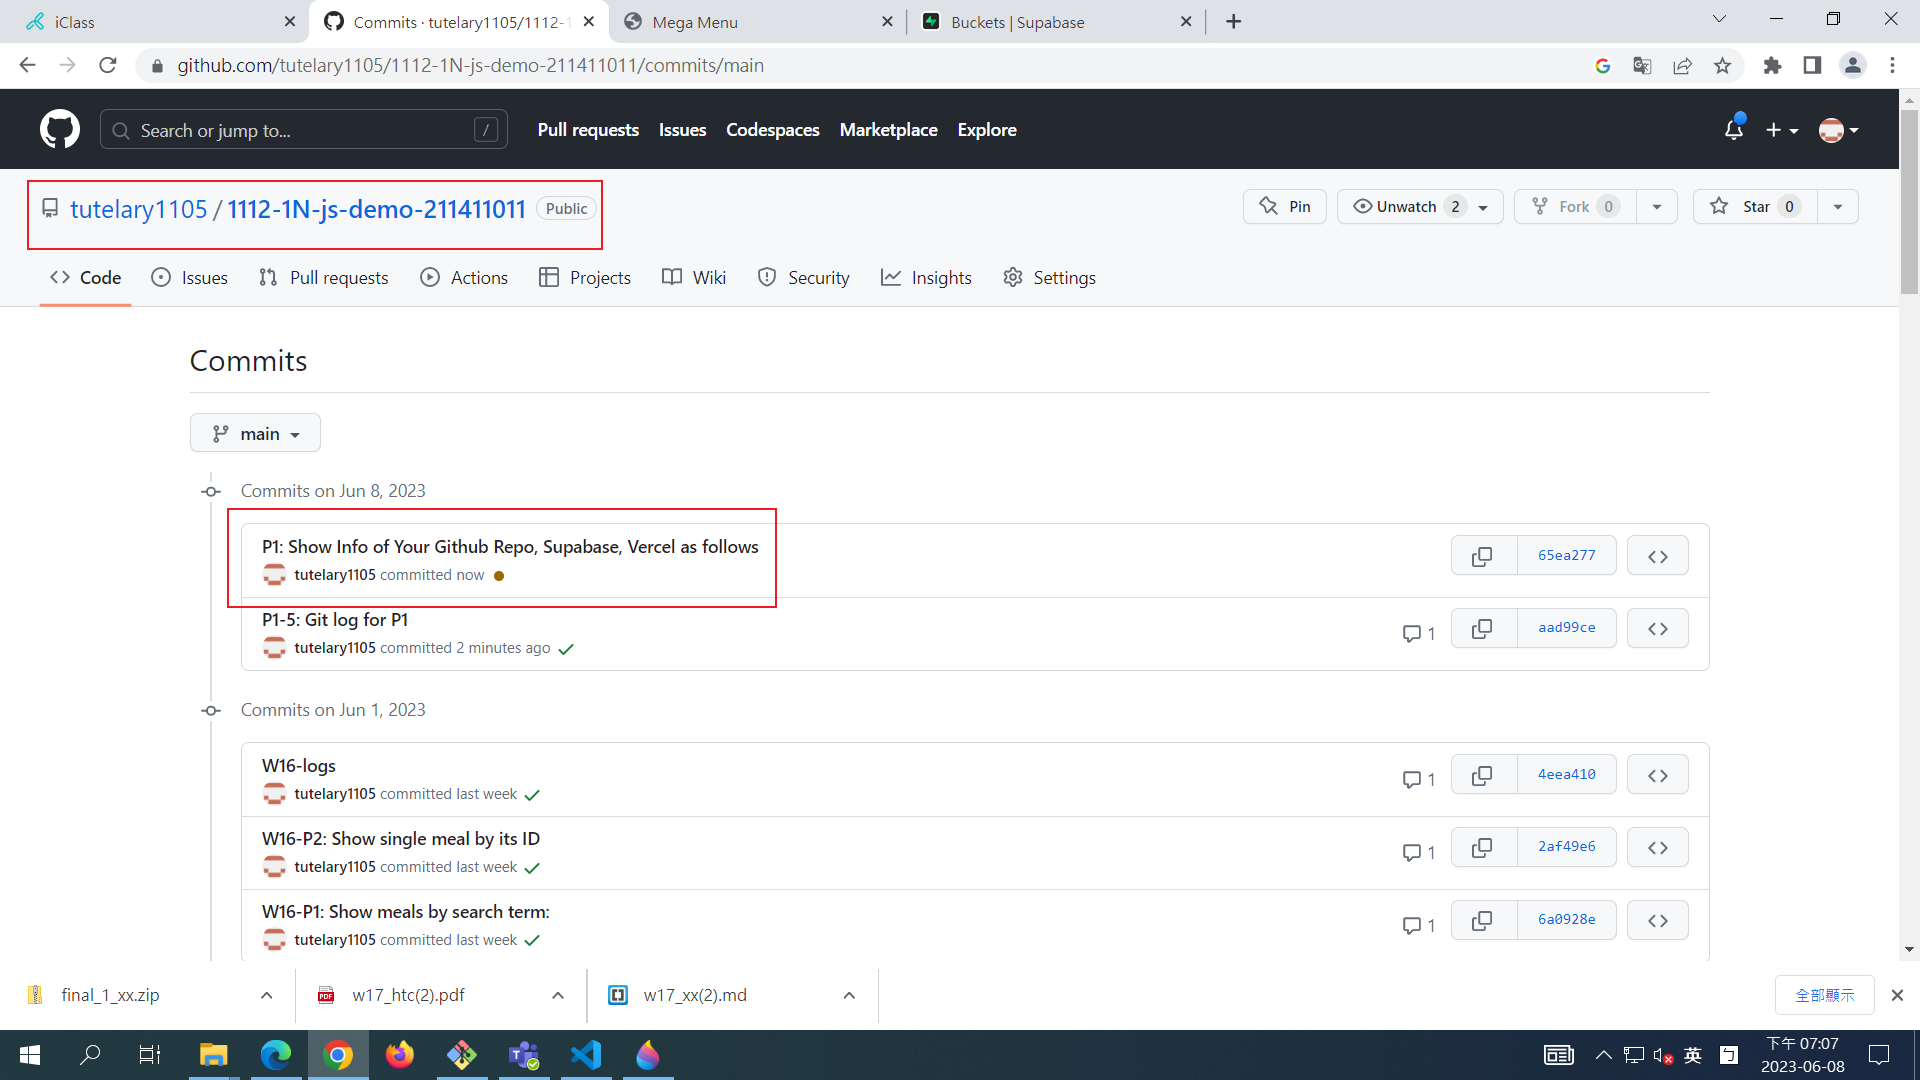 iClass
Commits · tutelary1105/1112-1
Mega Menu
Buckets | Supabase
github.com/tutelary1105/1112-1N-js-demo-211411011/commits/main
Search or jump to... /
Pull requests Issues Codespaces Marketplace Explore
tutelary1105 / 1112-1N-js-demo-211411011 Public
Pin Unwatch 2 Fork 0 Star 0
Code Issues Pull requests Actions Projects Wiki Security Insights Settings
Commits
main
Commits on Jun 8, 2023
P1: Show Info of Your Github Repo, Supabase, Vercel as follows
tutelary1105 committed now
65ea277
P1-5: Git log for P1
tutelary1105 committed 2 minutes ago
1 aad99ce
Commits on Jun 1, 2023
W16-logs
tutelary1105 committed last week
1 4eea410
W16-P2: Show single meal by its ID
tutelary1105 committed last week
1 2af49e6
W16-P1: Show meals by search term:
tutelary1105 committed last week
1 6a0928e
final_1_xx.zip
w17_htc(2).pdf
w17_xx(2).md
全部顯示
英
ㄅ
下午 07:07
2023-06-08